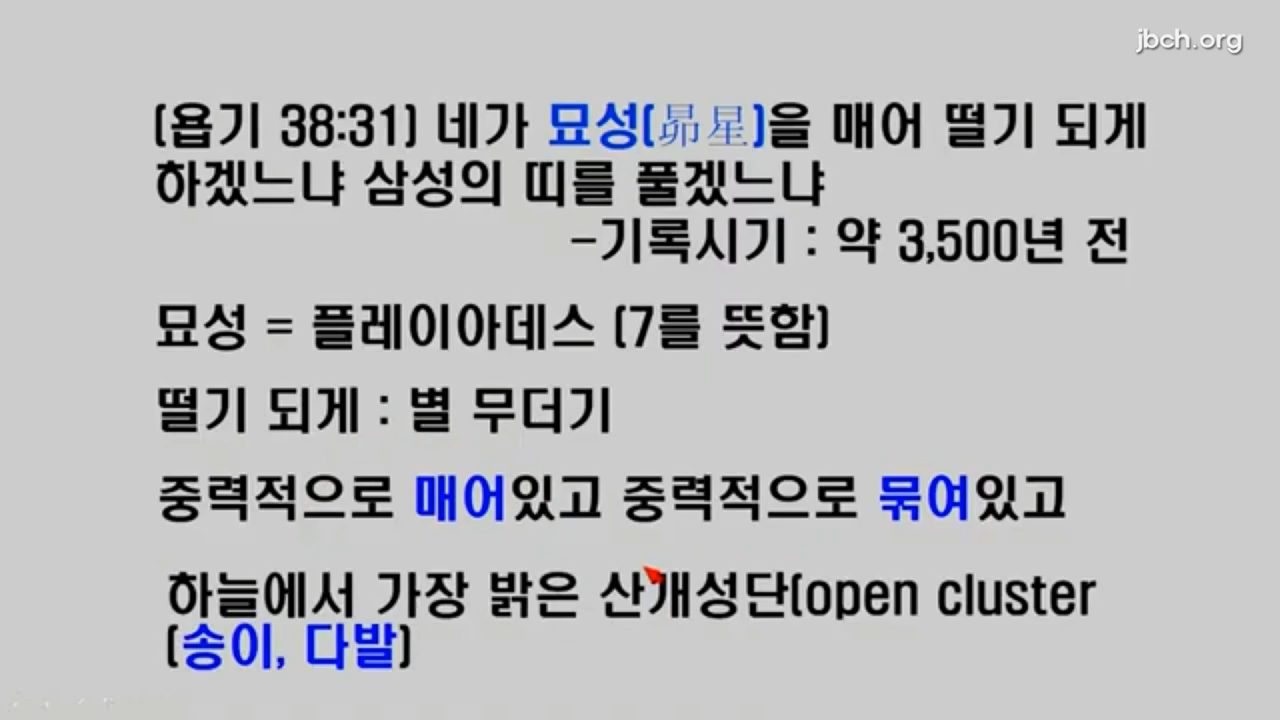 jbch.org
(욥기 38:31) 네가 묘성(昴星)을 매어 떨기 되게
하겠느냐 삼성의 띠를 풀겠느냐
-기록시기 : 약 3,500년 전
묘성 = 플레이아데스 (7를 뜻함)
떨기 되게 : 별 무더기
중력적으로 매어있고 중력적으로 묶여있고
하늘에서 가장 밝은 산개성단(open cluster
(송이, 다발)